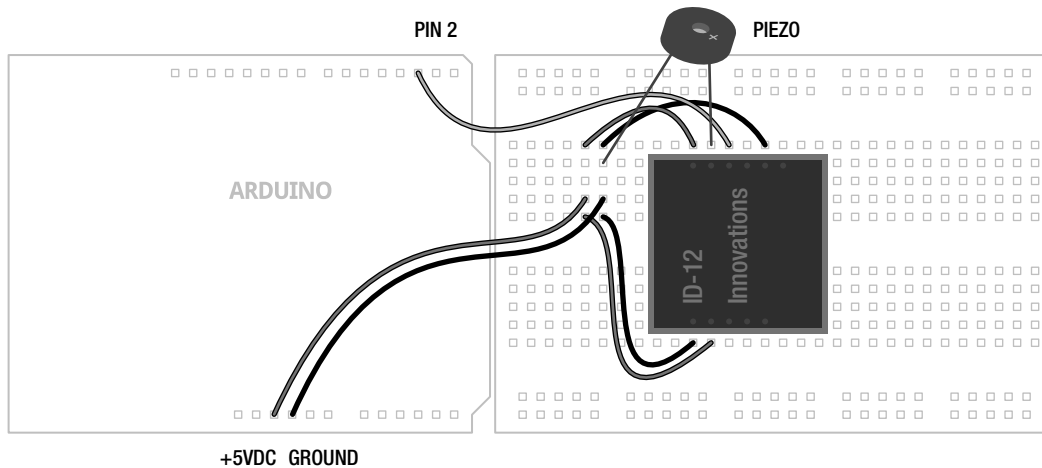 PIN 2
PIEZO
ARDUINO
ID-12
Innovations
+5VDC GROUND